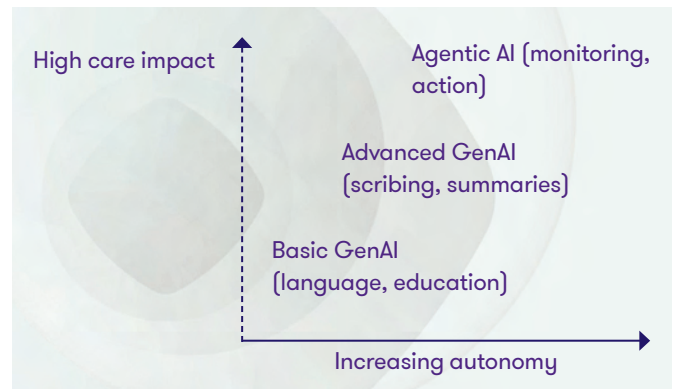 High care impact
Agentic AI (monitoring,
action)
Advanced GenAI
(scribing, summaries)
Basic GenAI
(language, education)
Increasing autonomy